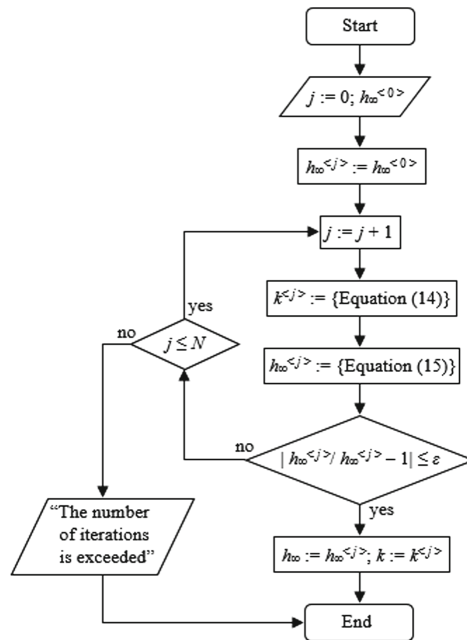 Start
j := 0; h∞<0>
h∞<j> := h∞<0>
j := j + 1
k<j> := {Equation (14)}
h∞<j> := {Equation (15)}
| h∞<j>/ h∞<j> – 1| ≤ ε
yes
no
j ≤ N
yes
no
“The number
of iterations
is exceeded”
h∞ := h∞<j>; k := k<j>
End